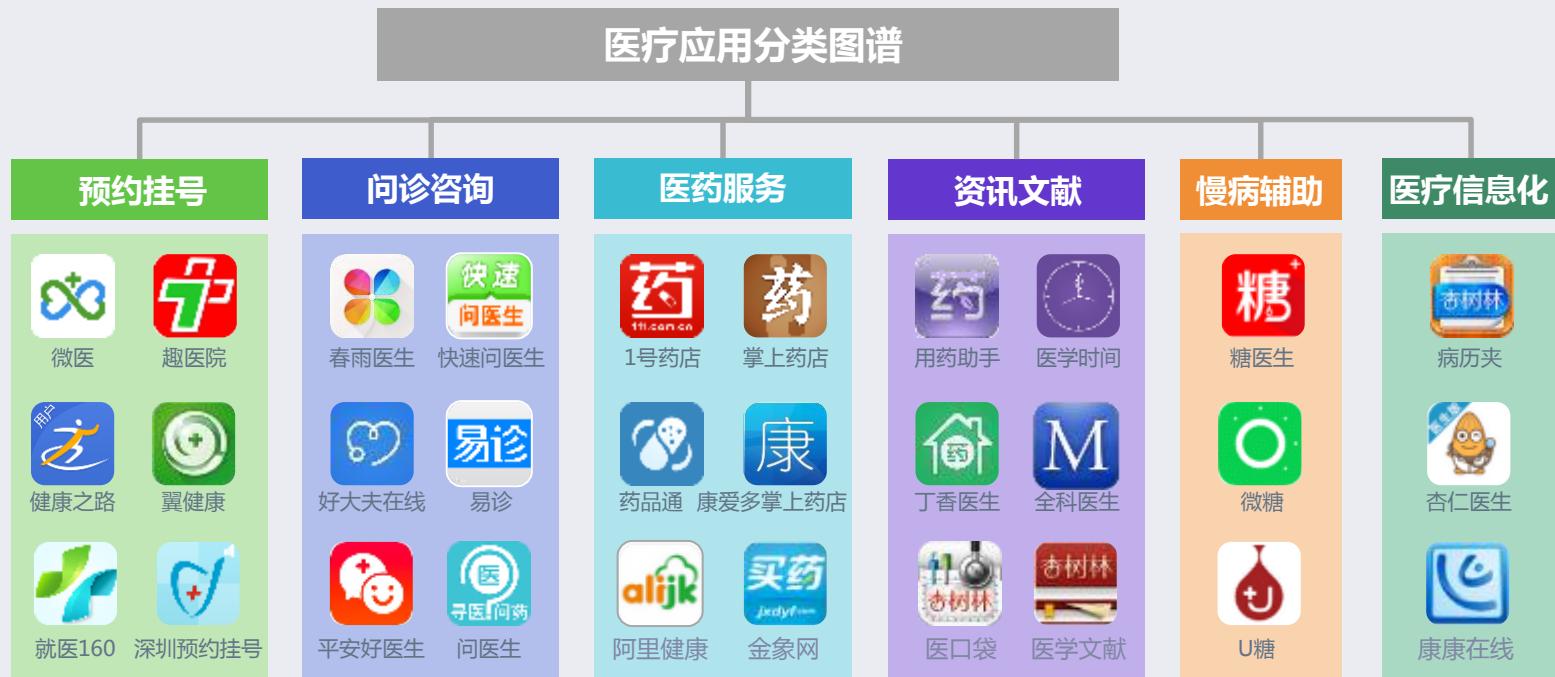 医疗应用分类图谱
预约挂号
问诊咨询
医药服务
资讯文献
慢病辅助
医疗信息化
微医
趣医院
用户
健康之路
翼健康
就医160
深圳预约挂号
春雨医生
快速
问医生
快速问医生
好大夫在线
易诊
易诊
平安好医生
医
寻医问药
问医生
药
111.com.cn
1号药店
药
掌上药店
药品通
康
康爱多掌上药店
alijk
阿里健康
买药
jxdyf
金象网
药
用药助手
医学时间
药
丁香医生
M
全科医生
杏树林
医口袋
杏树林
医学文献
糖
糖医生
微糖
U
U糖
杏树林
病历夹
医生版
杏仁医生
康康在线